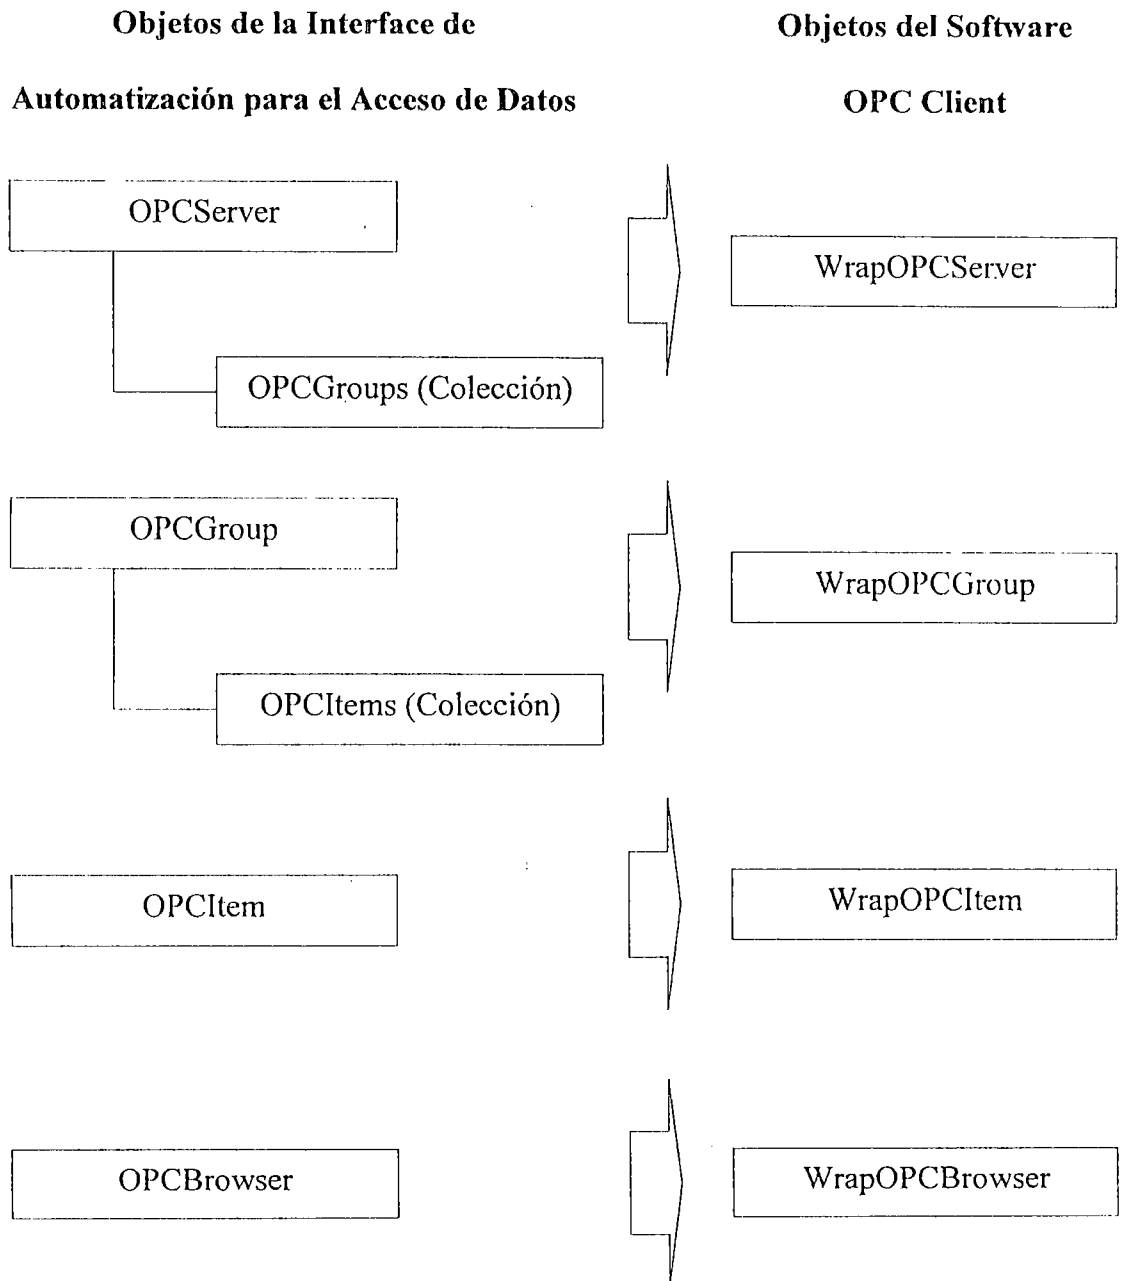 Objetos de la Interface de
Automatización para el Acceso de Datos
Objetos del Software
OPC Client
OPCServer
WrapOPCServer
OPCGroups (Colección)
OPCGroup
WrapOPCGroup
OPCItems (Colección)
OPCItem
WrapOPCItem
OPCBrowser
WrapOPCBrowser